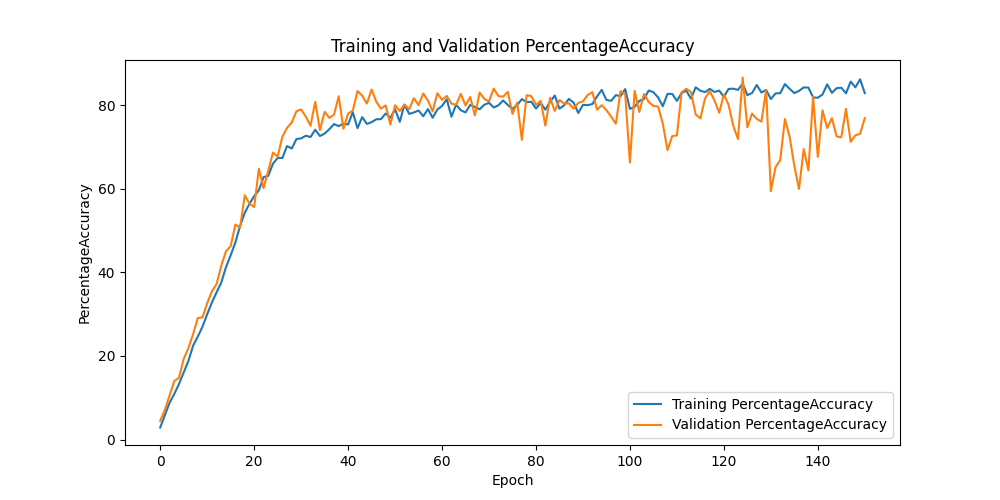 Training and Validation PercentageAccuracy
PercentageAccuracy
80
60
40
20
0
0 20 40 60 80 100 120 140
Epoch
Training PercentageAccuracy
Validation PercentageAccuracy